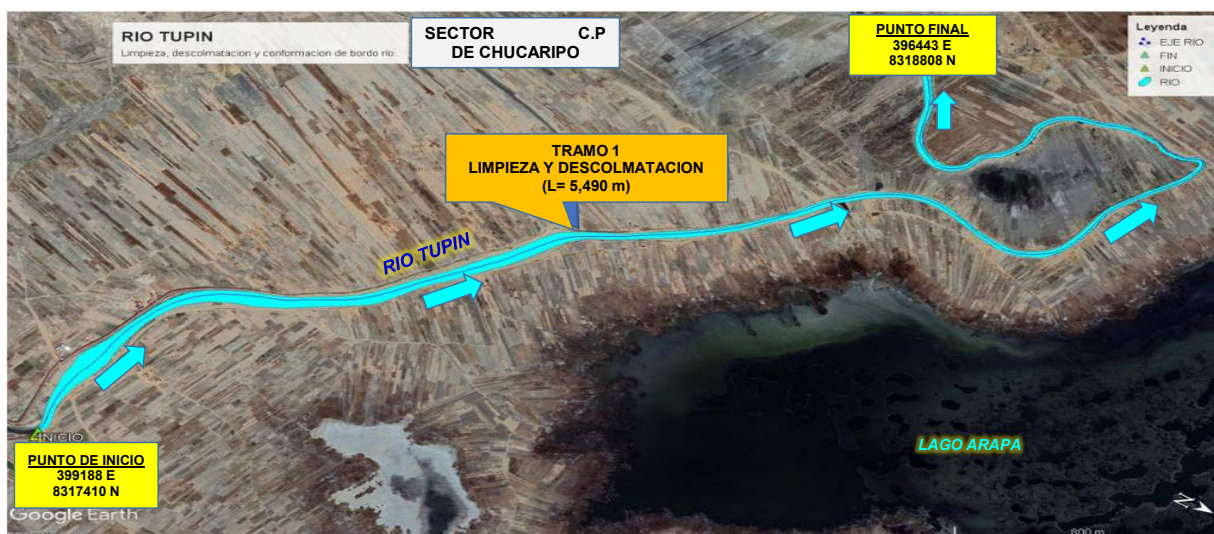 RIO TUPIN
Limpieza, descolmatacion y conformacion de bordo rio.
SECTOR C.P
DE CHUCARIPO
PUNTO FINAL
396443 E
8318808 N
Leyenda
EJE RIO
FIN
INICIO
RIO
TRAMO 1
LIMPIEZA Y DESCOLMATACION
(L= 5,490 m)
RIO TUPIN
INICIO
PUNTO DE INICIO
399188 E
8317410 N
LAGO ARAPA
Google Earth
N
800 m